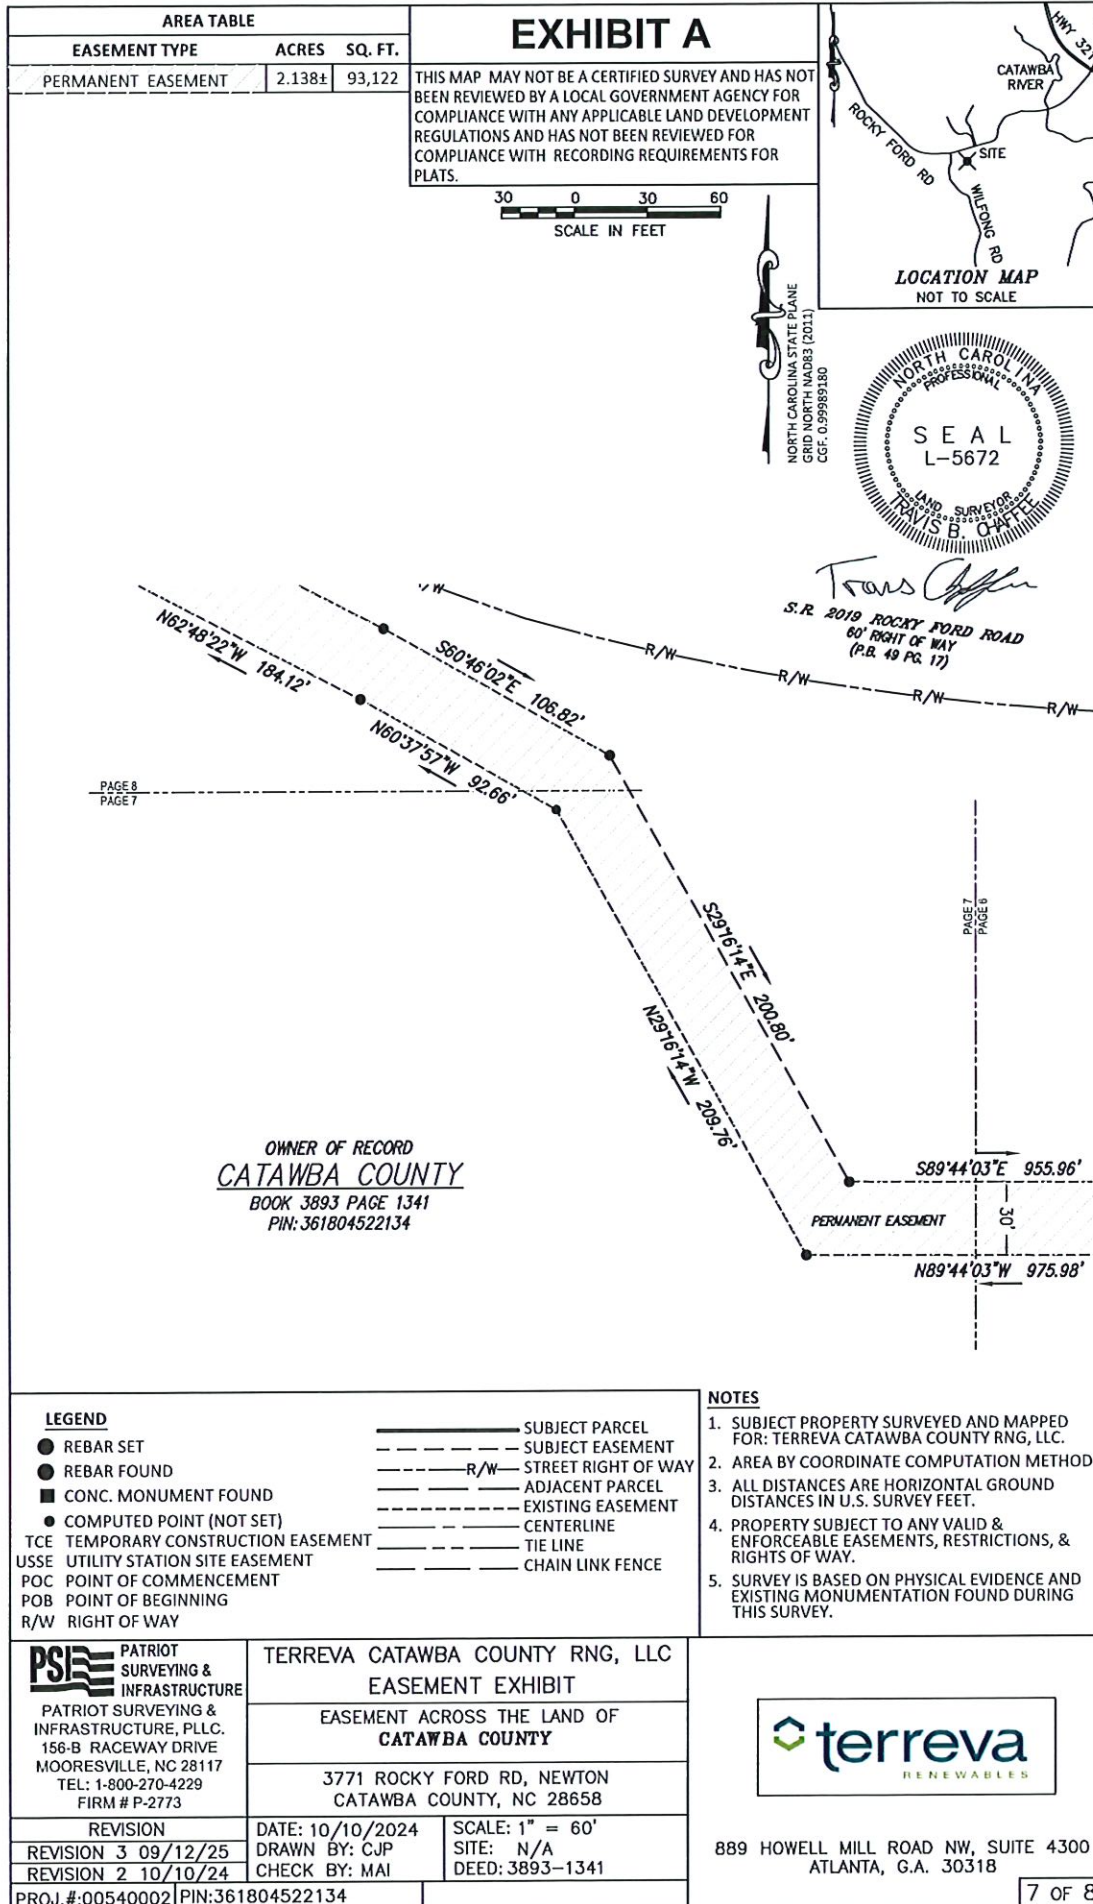 AREA TABLE
EASEMENT TYPE ACRES SQ. FT.
PERMANENT EASEMENT 2.138± 93,122
EXHIBIT A
THIS MAP MAY NOT BE A CERTIFIED SURVEY AND HAS NOT
BEEN REVIEWED BY A LOCAL GOVERNMENT AGENCY FOR
COMPLIANCE WITH ANY APPLICABLE LAND DEVELOPMENT
REGULATIONS AND HAS NOT BEEN REVIEWED FOR
COMPLIANCE WITH RECORDING REQUIREMENTS FOR
PLATS.
HWY 321
CATAWBA
RIVER
ROCKY FORD RD
SITE
WILFONG RD
LOCATION MAP
NOT TO SCALE
30 0 30 60
SCALE IN FEET
NORTH CAROLINA STATE PLANE
GRID NORTH NAD83 (2011)
CGF. 0.99989180
NORTH CAROLINA
PROFESSIONAL
SEAL
L-5672
LAND SURVEYOR
TRAVIS B. CHAFFEE
Travis Chaffee
S.R. 2019 ROCKY FORD ROAD
60' RIGHT OF WAY
(P.B. 49 PG. 17)
R/W
R/W
R/W
R/W
R/W
N62°48'22"W 184.12'
S60°46'02"E 106.82'
N60°37'57"W 92.66'
PAGE 8
PAGE 7
S29°16'14"E 200.80'
N29°16'14"W 209.76'
PAGE 7
PAGE 6
OWNER OF RECORD
CATAWBA COUNTY
BOOK 3893 PAGE 1341
PIN: 361804522134
S89°44'03"E 955.96'
PERMANENT EASEMENT
30'
N89°44'03"W 975.98'
LEGEND
REBAR SET
REBAR FOUND
CONC. MONUMENT FOUND
COMPUTED POINT (NOT SET)
TCE TEMPORARY CONSTRUCTION EASEMENT
USSE UTILITY STATION SITE EASEMENT
POC POINT OF COMMENCEMENT
POB POINT OF BEGINNING
R/W RIGHT OF WAY
SUBJECT PARCEL
SUBJECT EASEMENT
R/W STREET RIGHT OF WAY
ADJACENT PARCEL
EXISTING EASEMENT
CENTERLINE
TIE LINE
CHAIN LINK FENCE
NOTES
1. SUBJECT PROPERTY SURVEYED AND MAPPED
FOR: TERREVA CATAWBA COUNTY RNG, LLC.
2. AREA BY COORDINATE COMPUTATION METHOD
3. ALL DISTANCES ARE HORIZONTAL GROUND
DISTANCES IN U.S. SURVEY FEET.
4. PROPERTY SUBJECT TO ANY VALID &
ENFORCEABLE EASEMENTS, RESTRICTIONS, &
RIGHTS OF WAY.
5. SURVEY IS BASED ON PHYSICAL EVIDENCE AND
EXISTING MONUMENTATION FOUND DURING
THIS SURVEY.
PSI PATRIOT
SURVEYING &
INFRASTRUCTURE
PATRIOT SURVEYING &
INFRASTRUCTURE, PLLC.
156-B RACEWAY DRIVE
MOORESVILLE, NC 28117
TEL: 1-800-270-4229
FIRM # P-2773
TERREVA CATAWBA COUNTY RNG, LLC
EASEMENT EXHIBIT
EASEMENT ACROSS THE LAND OF
CATAWBA COUNTY
3771 ROCKY FORD RD, NEWTON
CATAWBA COUNTY, NC 28658
terreva
RENEWABLES
889 HOWELL MILL ROAD NW, SUITE 4300
ATLANTA, G.A. 30318
REVISION
REVISION 3 09/12/25
REVISION 2 10/10/24
DATE: 10/10/2024
DRAWN BY: CJP
CHECK BY: MAI
SCALE: 1" = 60'
SITE: N/A
DEED: 3893-1341
PROJ.#:00540002 PIN:361804522134
7 OF 8